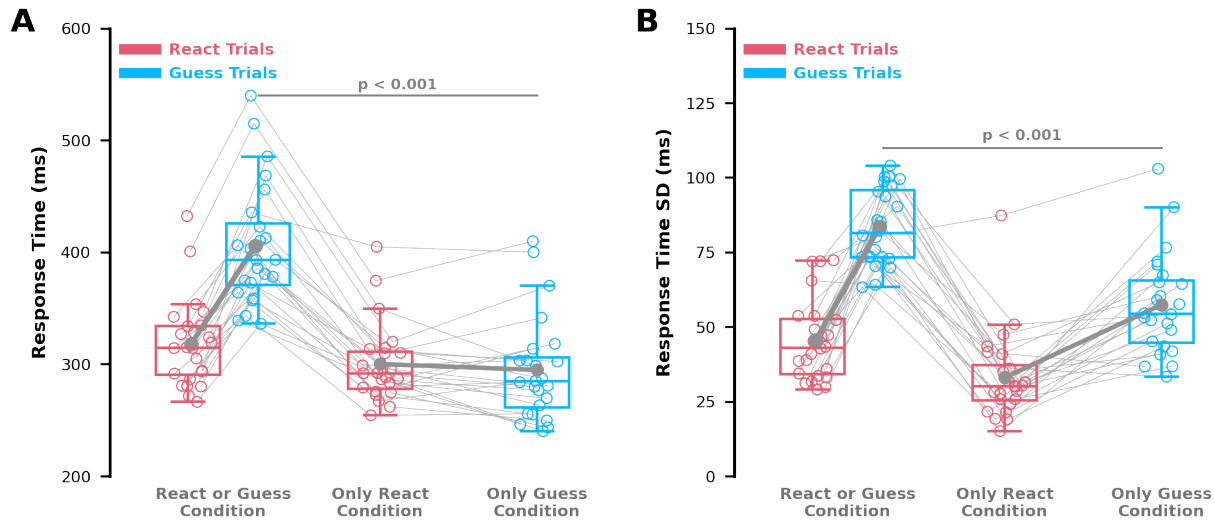 A
600
500
400
300
200
Response Time (ms)
React Trials
Guess Trials
p < 0.001
React or Guess
Condition
Only React
Condition
Only Guess
Condition
B
150
125
100
75
50
25
0
Response Time SD (ms)
React Trials
Guess Trials
p < 0.001
React or Guess
Condition
Only React
Condition
Only Guess
Condition